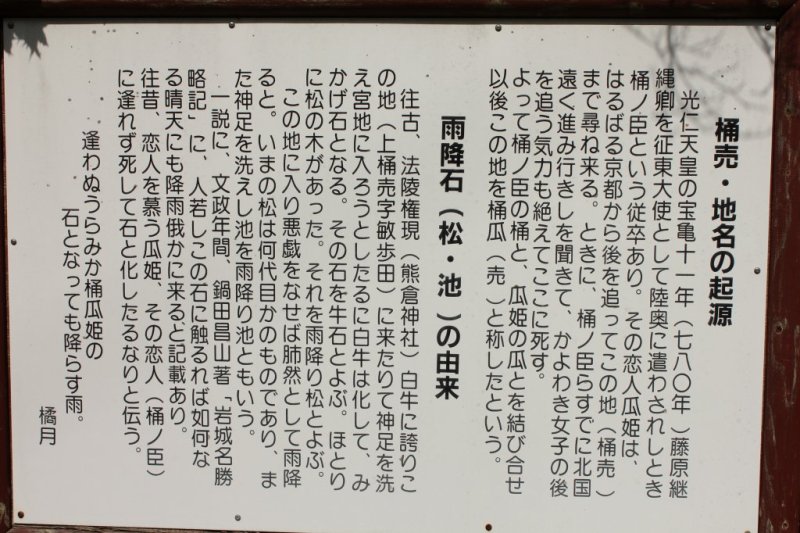 桶売・地名の起源
光仁天皇の宝亀十一年（七八〇年）藤原継
縄卿を征東大使として陸奥に遣わされしとき
桶ノ臣という従卒あり。その恋人瓜姫は、
はるばる京都から後を追ってこの地（桶売）
まで尋ね来る。ときに、桶ノ臣らすでに北国
遠く進み行きしを聞きて、かよわき女子の後
を追う気力も絶えてここに死す。
よって桶ノ臣の桶と、瓜姫の瓜とを結び合せ
以後この地を桶瓜（売）と称したという。
雨降石（松・池）の由来
往古、法陵権現（熊倉神社）白牛に誇りこ
の地（上桶売字敏歩田）に来たりて神足を洗
え宮地に入ろうとしたるに白牛は化して、み
かげ石となる。その石を牛石とよぶ。ほとり
に松の木があった。それを雨降り松とよぶ。
この地に入り悪戯をなせば肺然として雨降
ると。いまの松は何代目かのものであり、ま
た神足を洗えし池を雨降り池ともいう。
一説に、文政年間、鍋田昌山著「岩城名勝
略記」に、人若しこの石に触るれば如何な
る晴天にも降雨俄かに来ると記載あり。
往昔、恋人を慕う瓜姫、その恋人（桶ノ臣）
に逢れず死して石と化したるなりと伝う。
逢わぬうらみか桶瓜姫の
石となっても降らす雨。
橘月